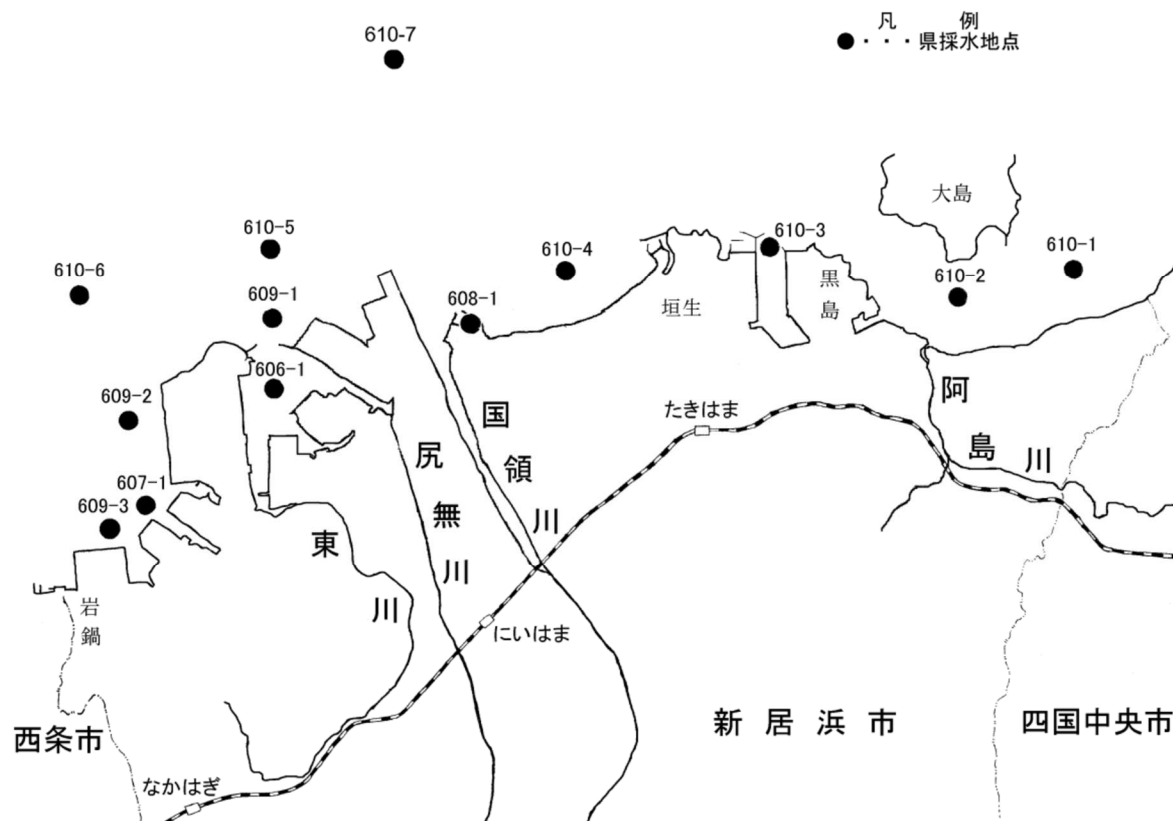 凡例
●・・・県採水地点
610-7
大島
610-5
610-3
610-4
610-1
610-6
610-2
609-1
608-1
垣生
黒島
606-1
609-2
たきはま
国領川
阿島川
尻無川
607-1
609-3
東川
岩鍋
にいはま
西条市
新居浜市
四国中央市
なかはぎ